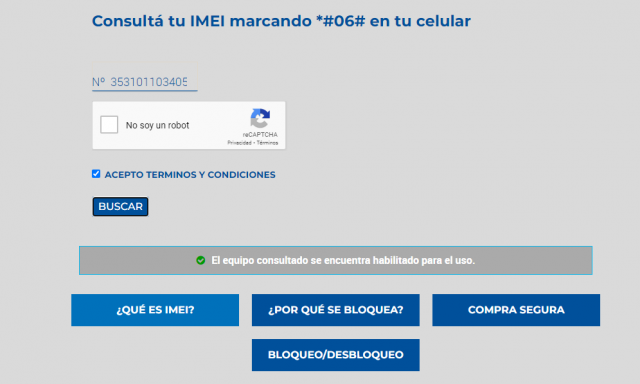 Consultá tu IMEI marcando *#06# en tu celular
Nº 353101103405
No soy un robot
reCAPTCHA
Privacidad - Términos
ACEPTO TERMINOS Y CONDICIONES
BUSCAR
El equipo consultado se encuentra habilitado para el uso.
¿QUÉ ES IMEI? ¿POR QUÉ SE BLOQUEA? COMPRA SEGURA
BLOQUEO/DESBLOQUEO